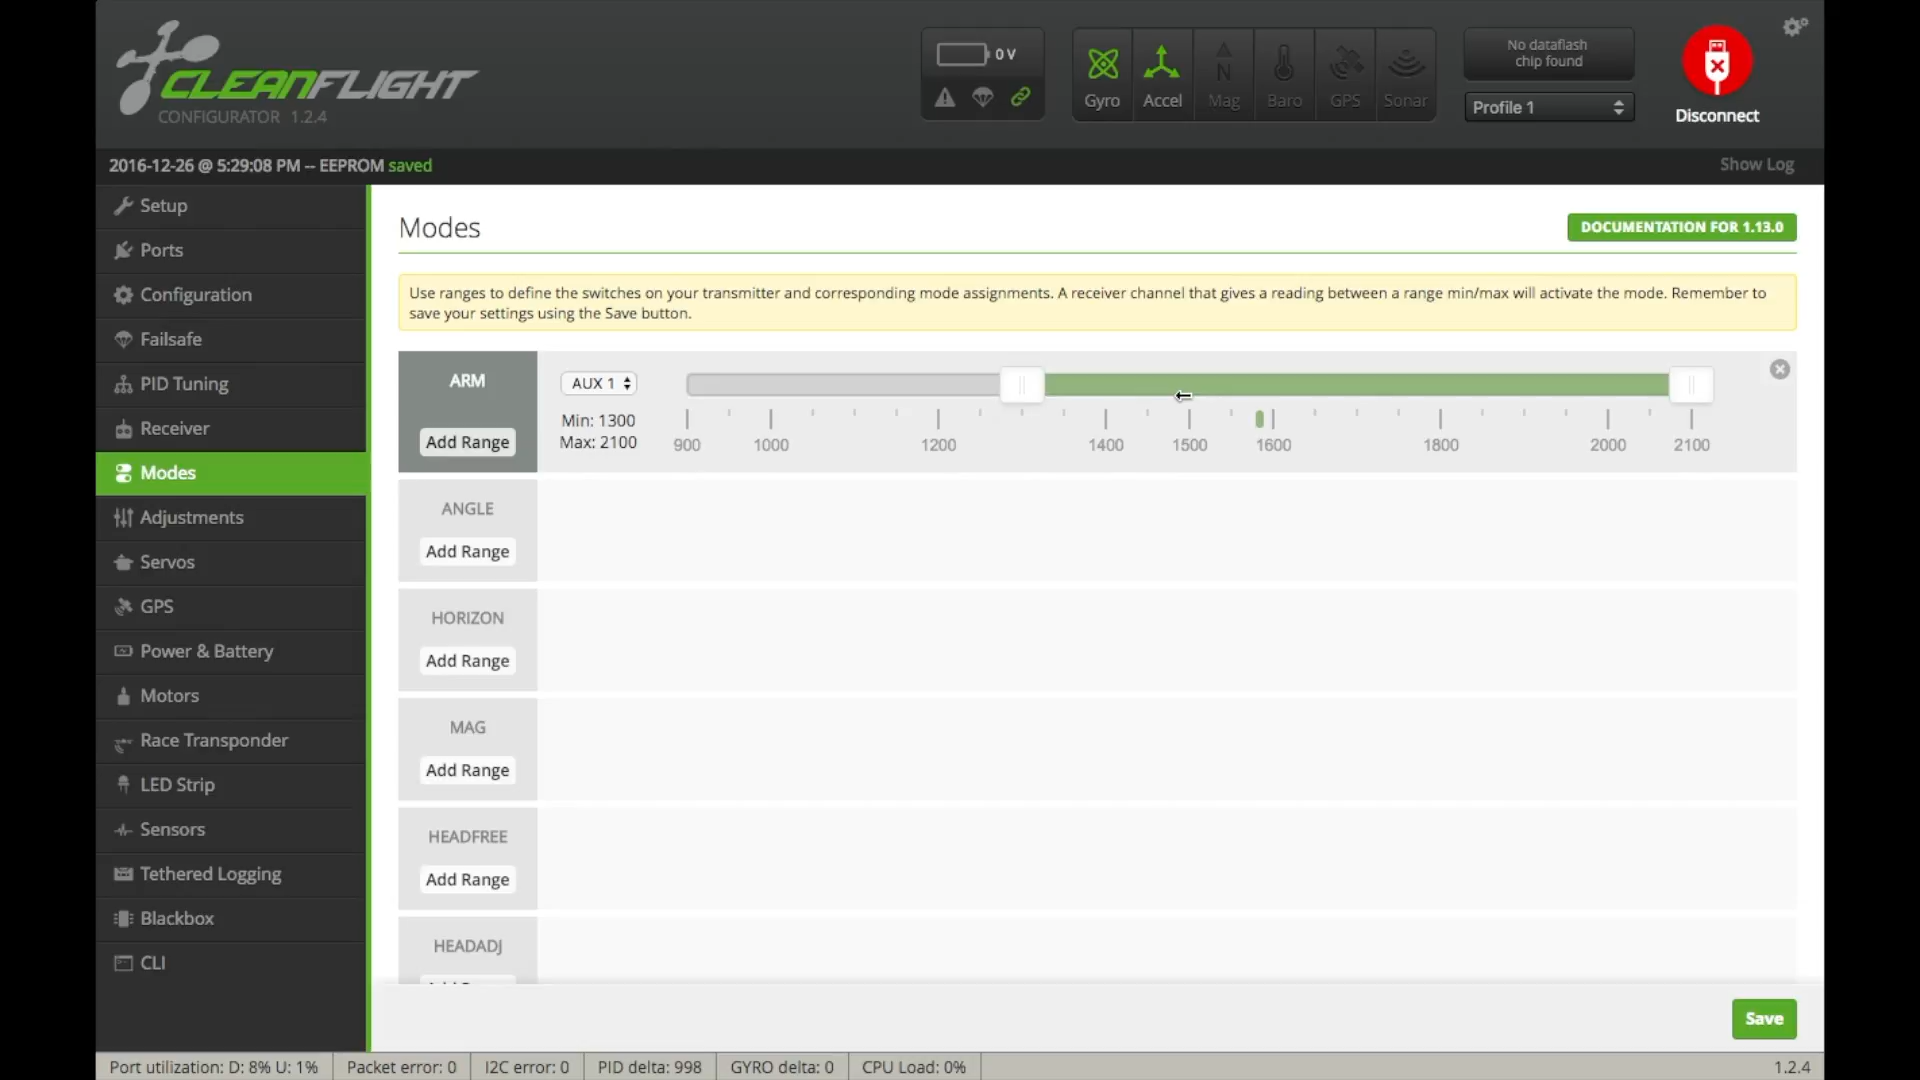 CLEANFLIGHT
CONFIGURATOR 1.2.4
0 V
Gyro
Accel
Mag
Baro
GPS
Sonar
No dataflash
chip found
Profile 1
Disconnect
2016-12-26 @ 5:29:08 PM -- EEPROM saved
Show Log
Setup
Ports
Configuration
Failsafe
PID Tuning
Receiver
Modes
Adjustments
Servos
GPS
Power & Battery
Motors
Race Transponder
LED Strip
Sensors
Tethered Logging
Blackbox
CLI
Modes
DOCUMENTATION FOR 1.13.0
Use ranges to define the switches on your transmitter and corresponding mode assignments. A receiver channel that gives a reading between a range min/max will activate the mode. Remember to
save your settings using the Save button.
ARM
Add Range
AUX 1
Min: 1300
Max: 2100
900 1000 1200 1400 1500 1600 1800 2000 2100
ANGLE
Add Range
HORIZON
Add Range
MAG
Add Range
HEADFREE
Add Range
HEADADJ
Save
Port utilization: D: 8% U: 1%
Packet error: 0
I2C error: 0
PID delta: 998
GYRO delta: 0
CPU Load: 0%
1.2.4